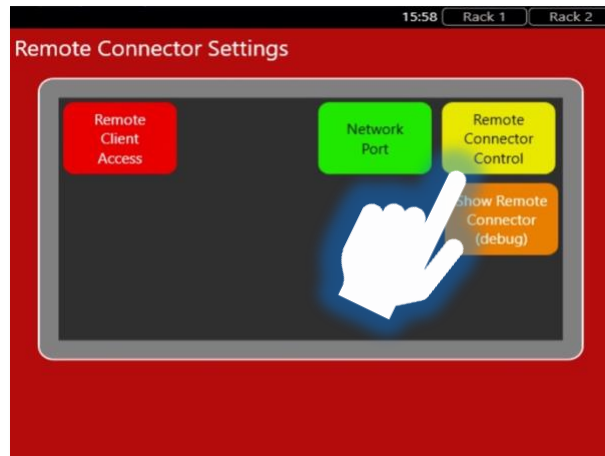 15:58 Rack 1 Rack 2
Remote Connector Settings
Remote
Client
Access
Network
Port
Remote
Connector
Control
Show Remote
Connector
(debug)